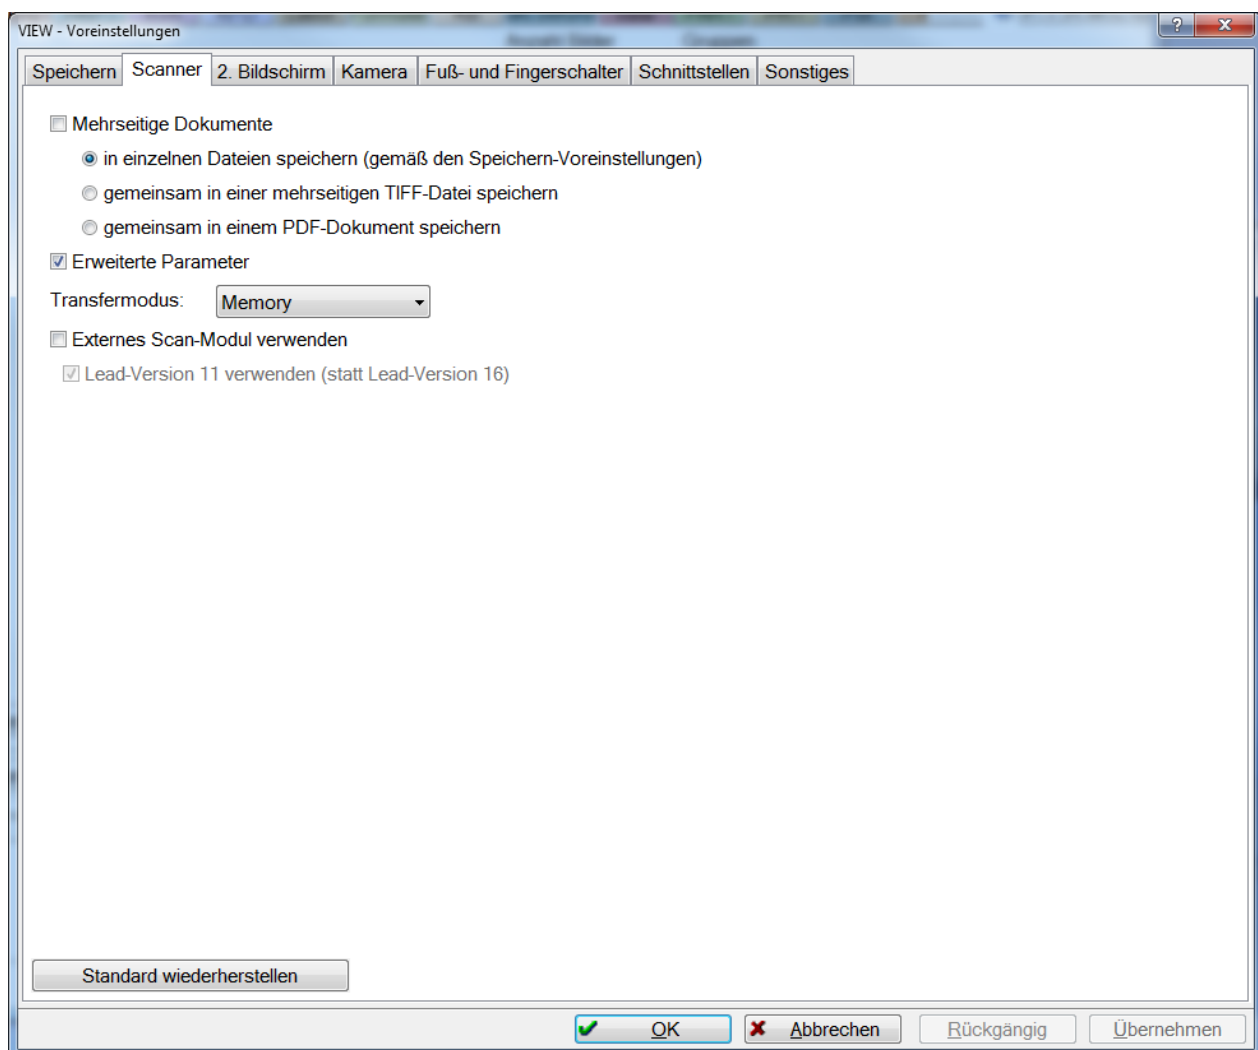 VIEW - Voreinstellungen
?
Speichern Scanner 2. Bildschirm Kamera Fuß- und Fingerschalter Schnittstellen Sonstiges
Mehrseitige Dokumente
in einzelnen Dateien speichern (gemäß den Speichern-Voreinstellungen)
gemeinsam in einer mehrseitigen TIFF-Datei speichern
gemeinsam in einem PDF-Dokument speichern
Erweiterte Parameter
Transfermodus: Memory
Externes Scan-Modul verwenden
Lead-Version 11 verwenden (statt Lead-Version 16)
Standard wiederherstellen
OK Abbrechen Rückgängig Übernehmen